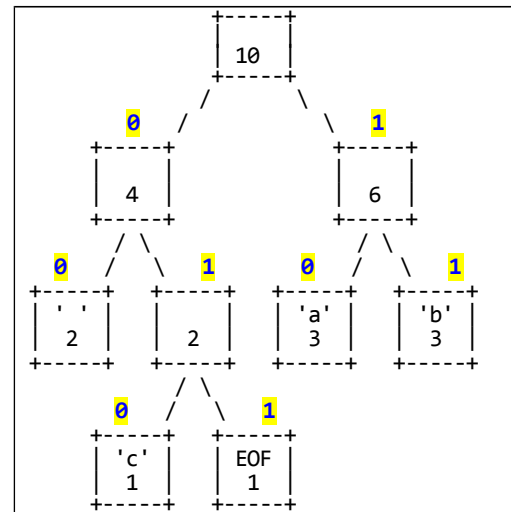 +-----+
| |
| 10 |
+-----+
0 / \ 1
/ \
+-----+ +-----+
| | | |
| 4 | | 6 |
+-----+ +-----+
0 / \ 1 0 / \ 1
/ \ / \
+-----+ +-----+ +-----+ +-----+
| ' ' | | | | 'a' | | 'b' |
| 2 | | 2 | | 3 | | 3 |
+-----+ +-----+ +-----+ +-----+
/ \
0 / \ 1
+-----+ +-----+
| 'c' | | EOF |
| 1 | | 1 |
+-----+ +-----+